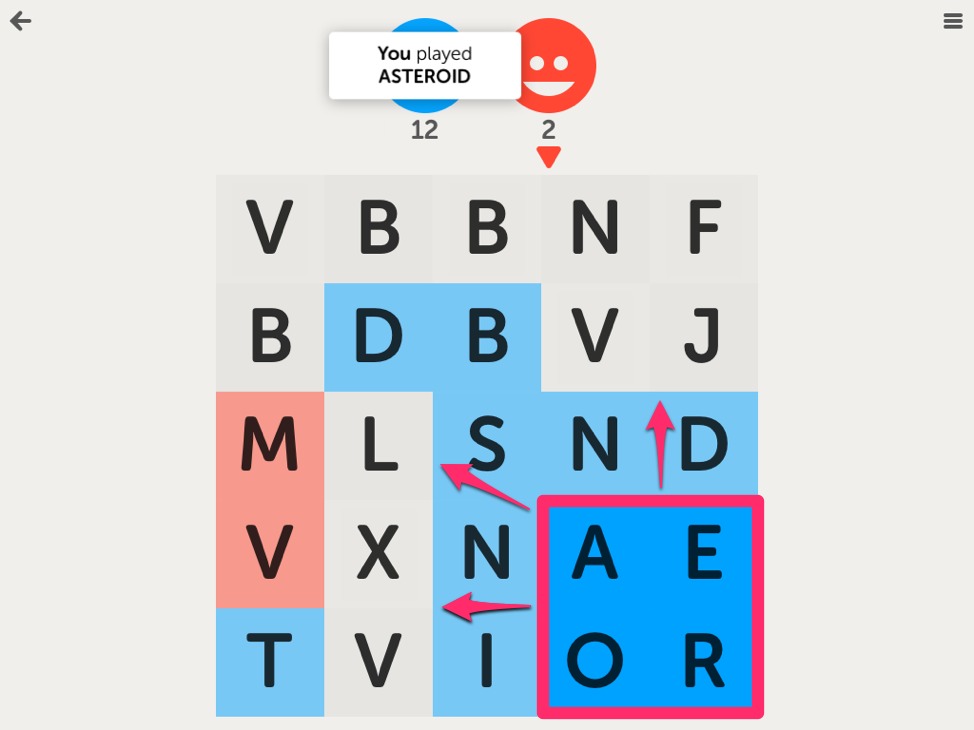 You played
ASTEROID
12 2
V B B N F
B D B V J
M L S N D
V X N A E
T V I O R